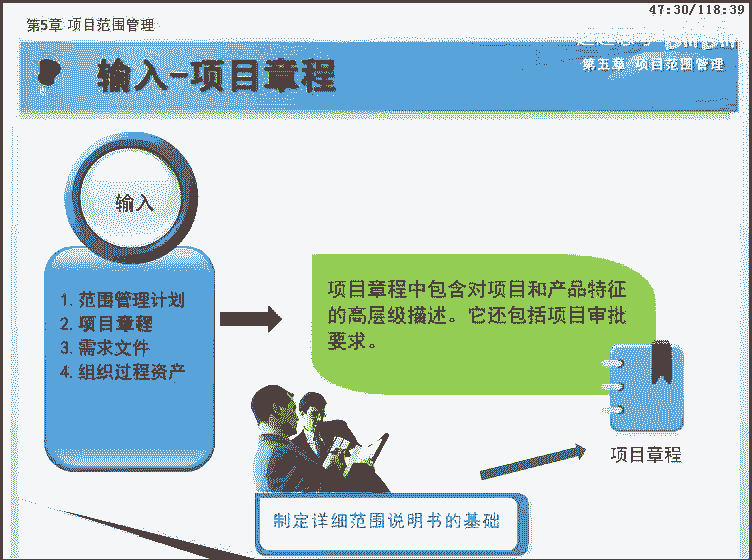 47:30/118:39
第5章 项目范围管理
输入-项目章程
第五章 项目范围管理
输入
1. 范围管理计划
2. 项目章程
3. 需求文件
4. 组织过程资产
项目章程中包含对项目和产品特征
的高层级描述。它还包括项目审批
要求。
项目章程
制定详细范围说明书的基础